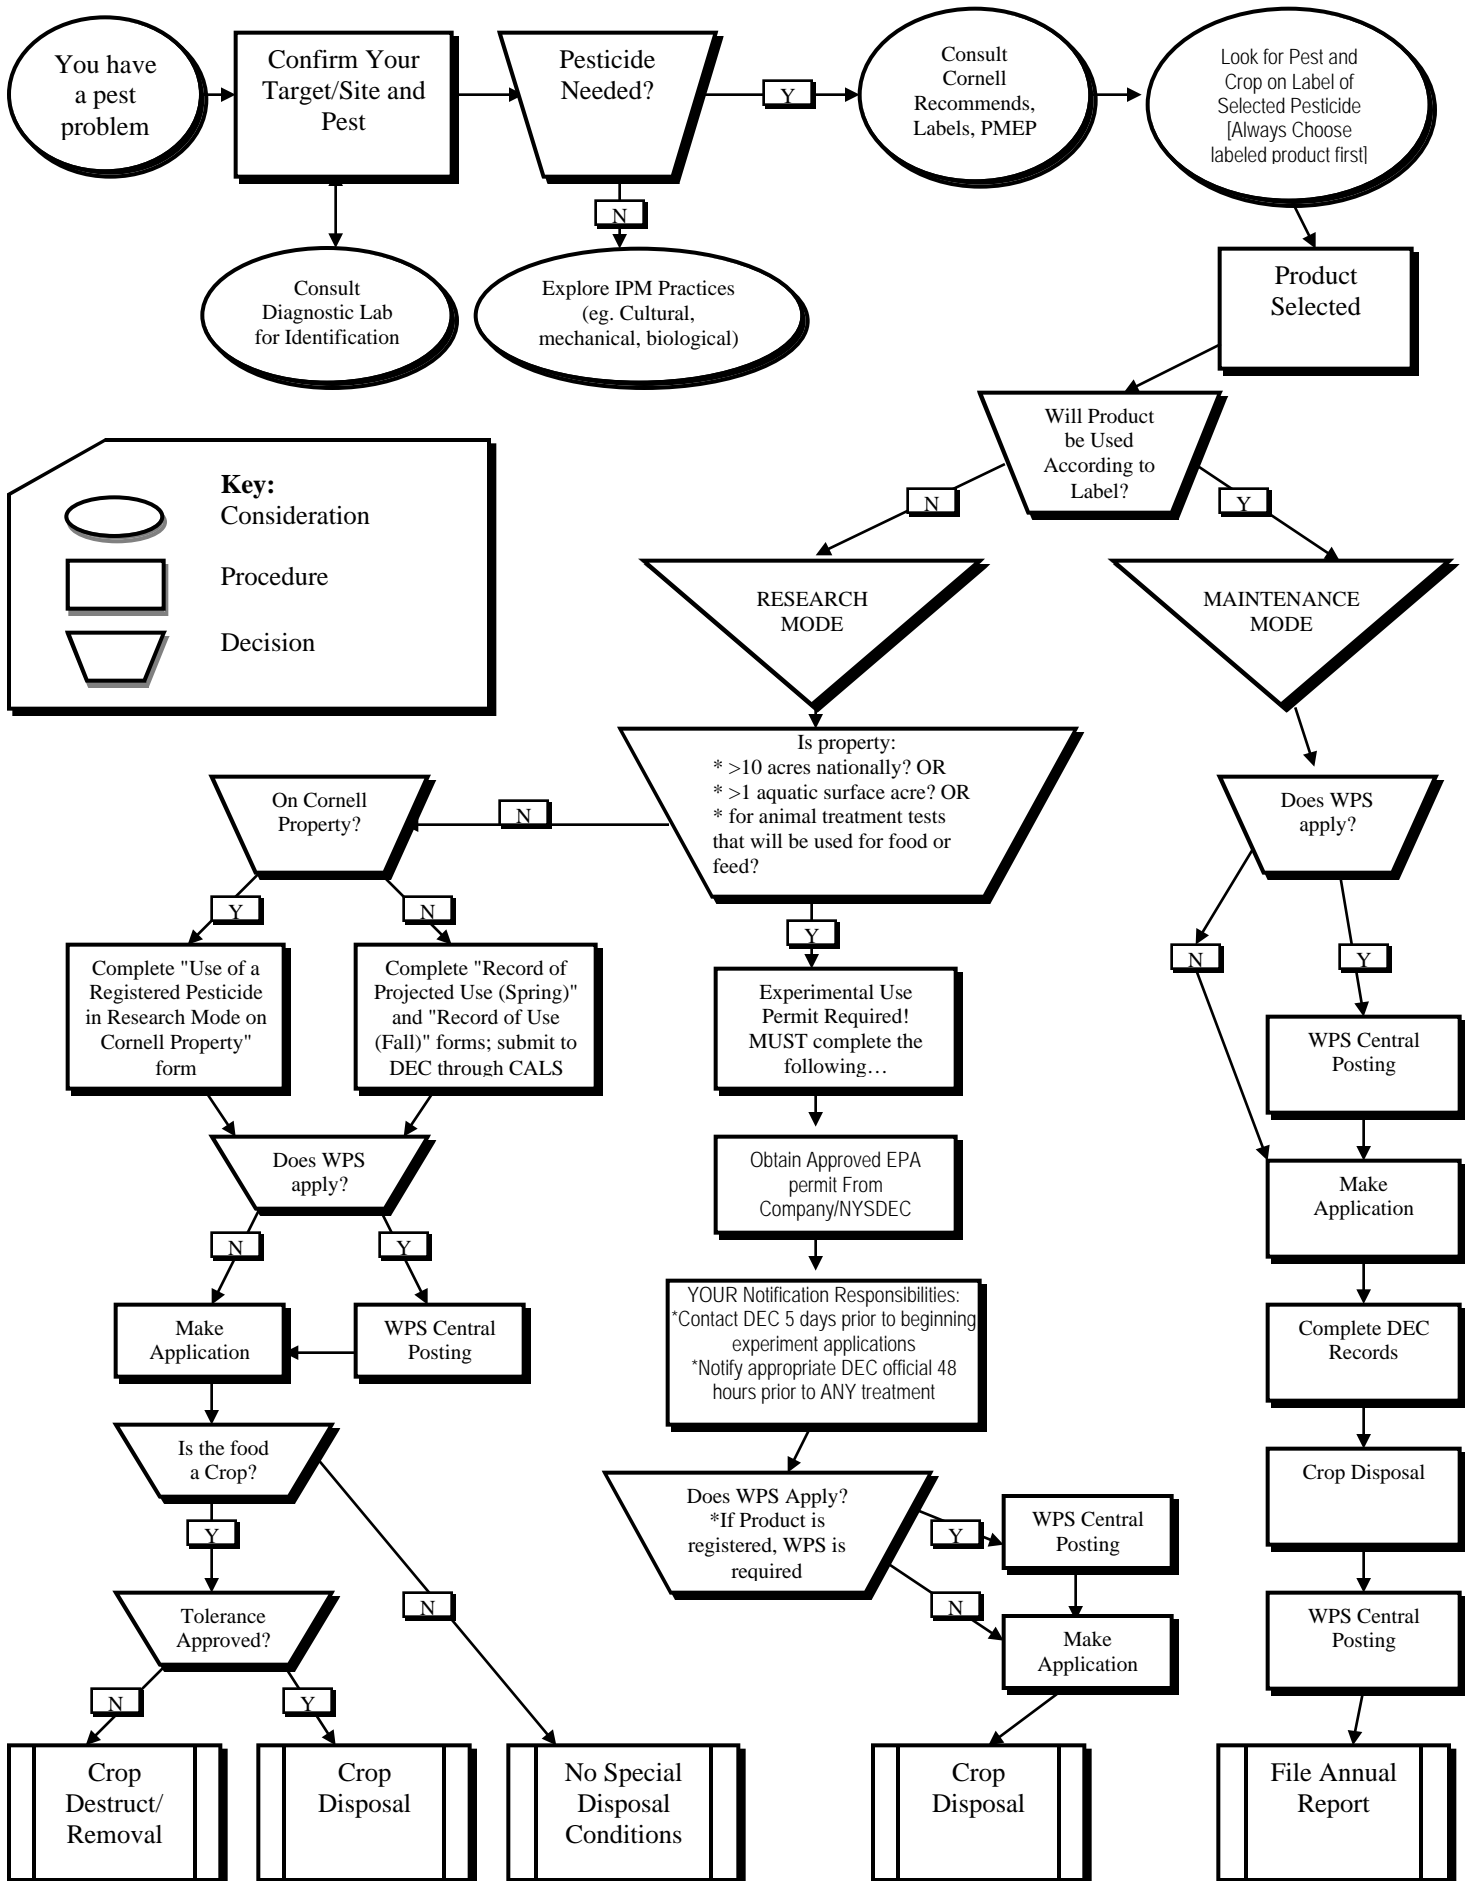 You have
a pest
problem
Confirm Your
Target/Site and
Pest
Pesticide
Needed?
Y
Consult
Cornell
Recommends,
Labels, PMEP
Look for Pest and
Crop on Label of
Selected Pesticide
[Always Choose
labeled product first]
N
Consult
Diagnostic Lab
for Identification
Explore IPM Practices
(eg. Cultural,
mechanical, biological)
Product
Selected
Will Product
be Used
According to
Label?
N
Y
Key:
Consideration
Procedure
Decision
RESEARCH
MODE
MAINTENANCE
MODE
Is property:
* >10 acres nationally? OR
* >1 aquatic surface acre? OR
* for animal treatment tests
that will be used for food or
feed?
N
On Cornell
Property?
Does WPS
apply?
Y
N
Y
N
Y
Complete "Use of a
Registered Pesticide
in Research Mode on
Cornell Property"
form
Complete "Record of
Projected Use (Spring)"
and "Record of Use
(Fall)" forms; submit to
DEC through CALS
Experimental Use
Permit Required!
MUST complete the
following…
WPS Central
Posting
Does WPS
apply?
Obtain Approved EPA
permit From
Company/NYSDEC
Make
Application
N
Y
YOUR Notification Responsibilities:
*Contact DEC 5 days prior to beginning
experiment applications
*Notify appropriate DEC official 48
hours prior to ANY treatment
Make
Application
WPS Central
Posting
Complete DEC
Records
Is the food
a Crop?
Y
N
Does WPS Apply?
*If Product is
registered, WPS is
required
Y
N
WPS Central
Posting
Make
Application
Crop Disposal
Tolerance
Approved?
N
Y
WPS Central
Posting
Crop
Destruct/
Removal
Crop
Disposal
No Special
Disposal
Conditions
Crop
Disposal
File Annual
Report